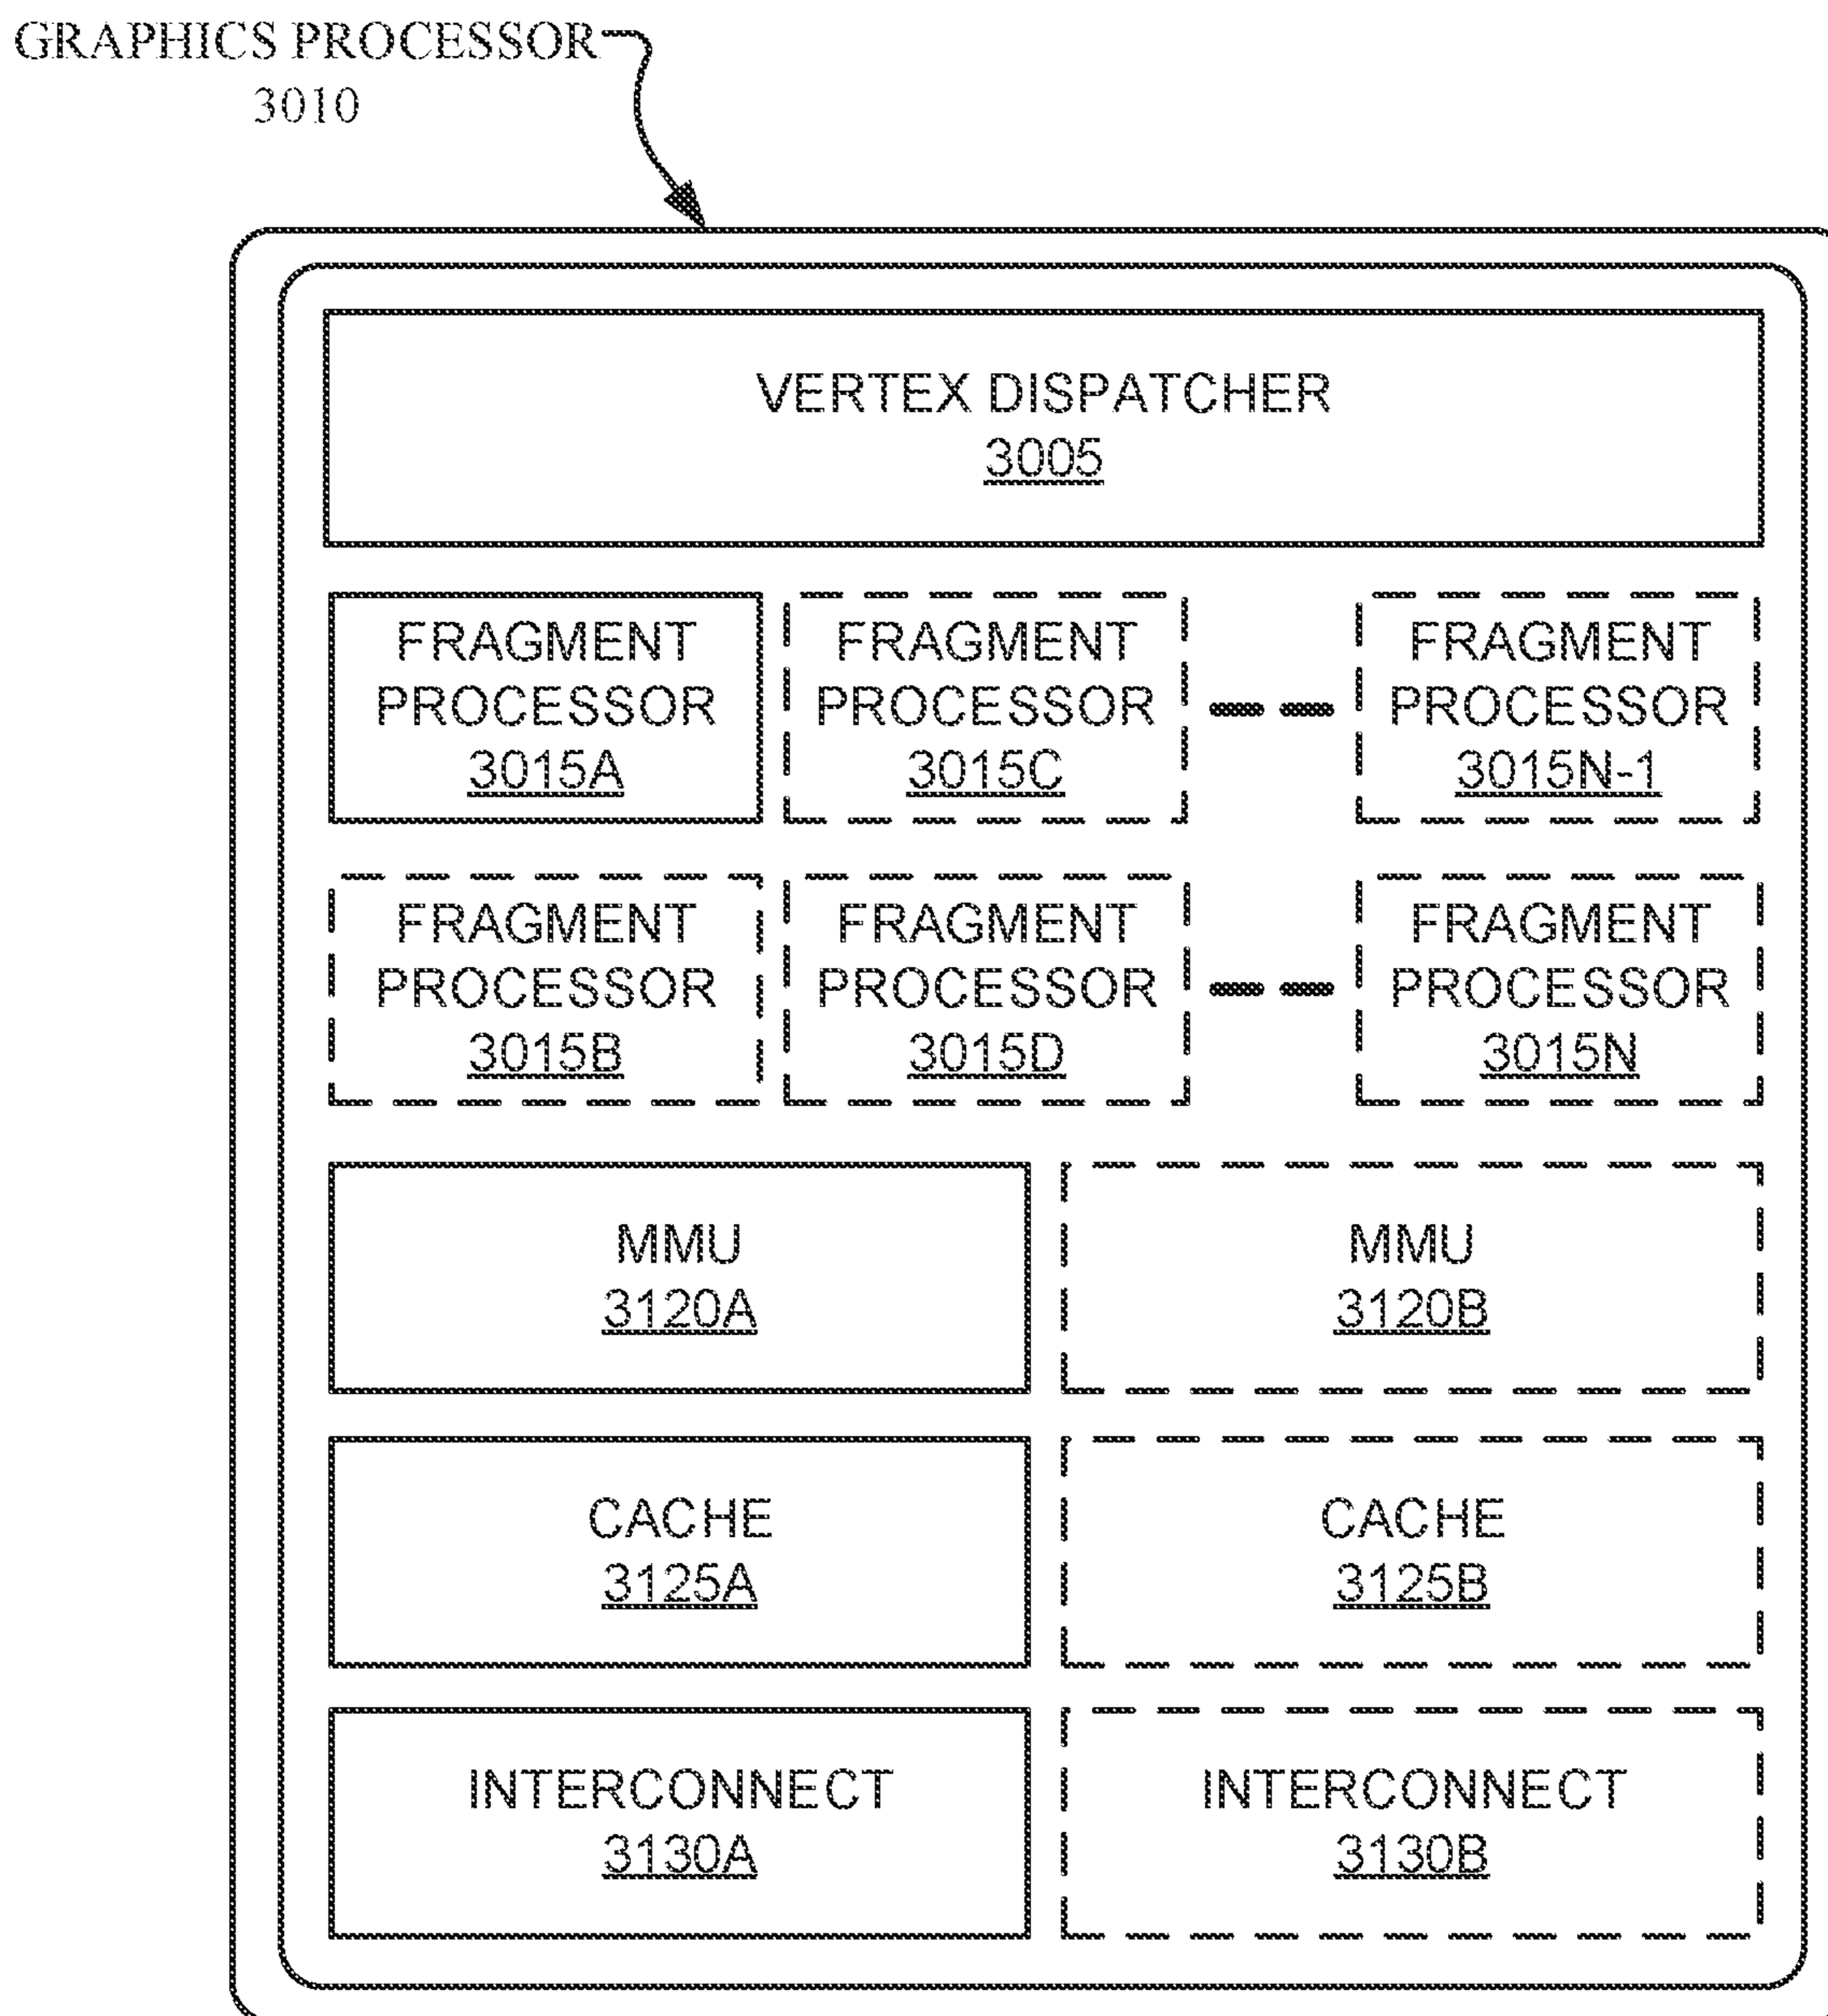 GRAPHICS PROCESSOR
3010
VERTEX DISPATCHER
3005
FRAGMENT
PROCESSOR
3015A
FRAGMENT
PROCESSOR
3015C
FRAGMENT
PROCESSOR
3015N-1
FRAGMENT
PROCESSOR
3015B
FRAGMENT
PROCESSOR
3015D
FRAGMENT
PROCESSOR
3015N
MMU
3120A
MMU
3120B
CACHE
3125A
CACHE
3125B
INTERCONNECT
3130A
INTERCONNECT
3130B